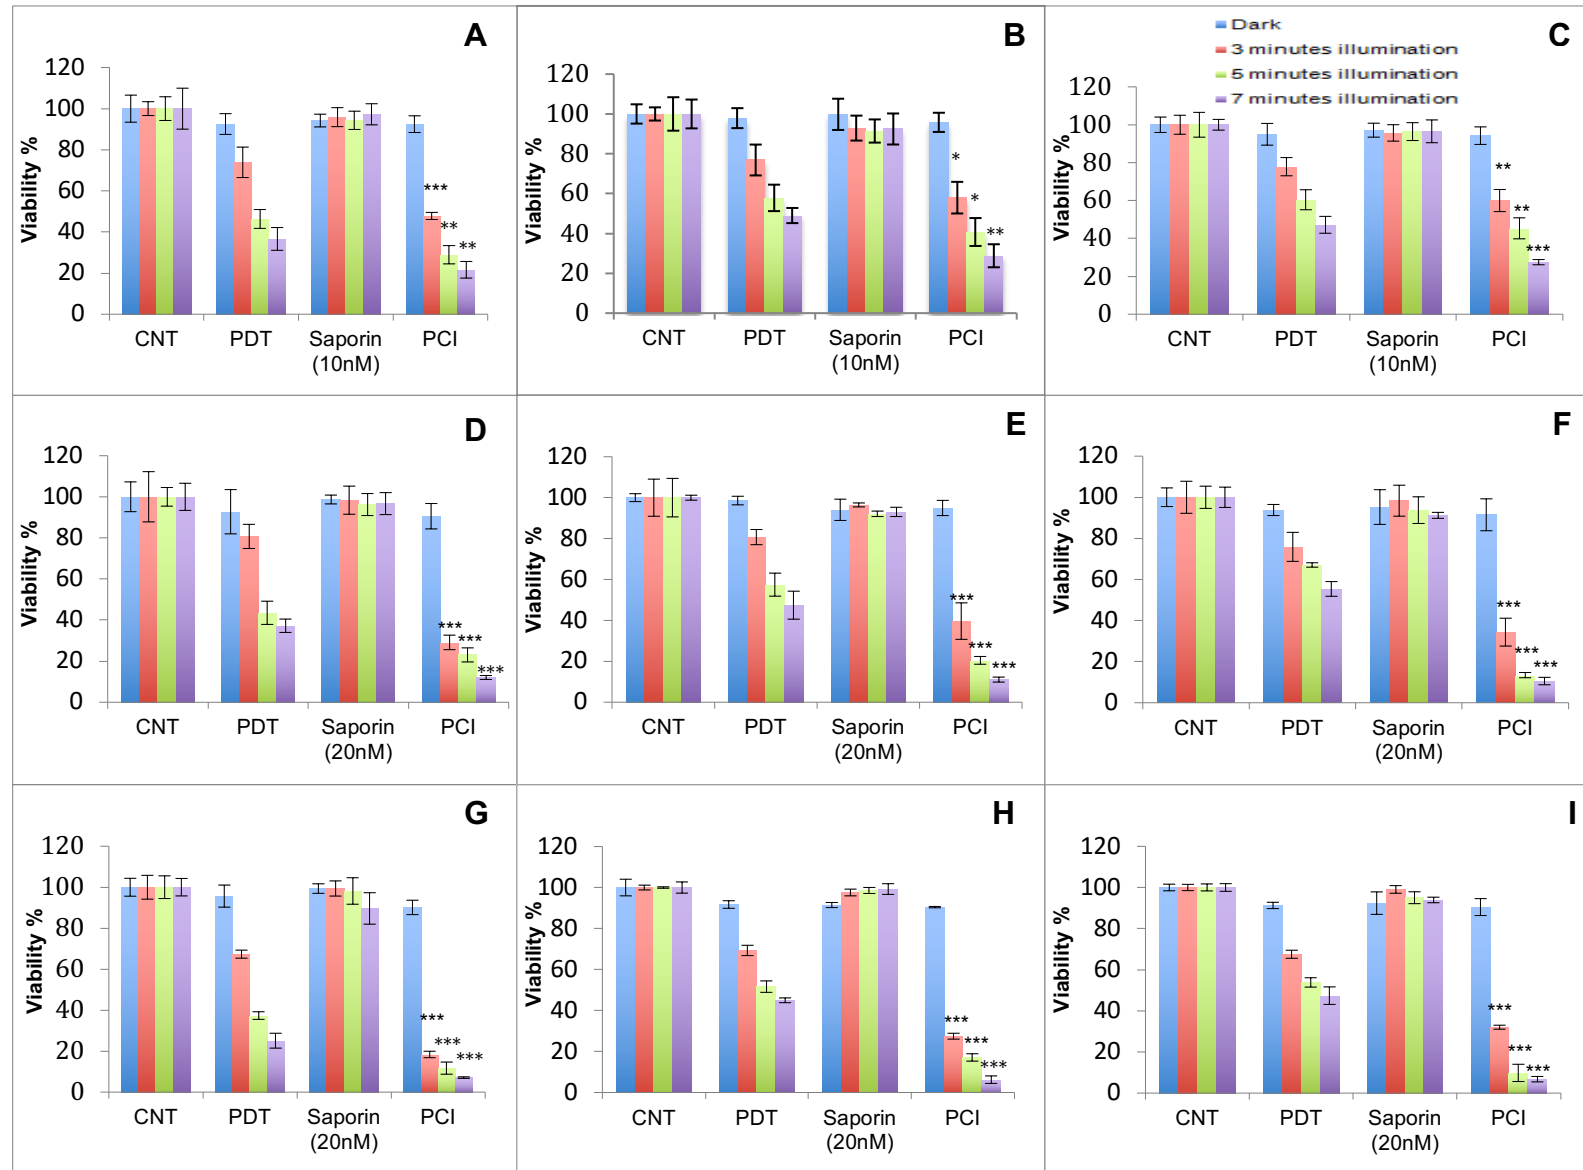 A
120
100
80
60
40
20
0
Viability %
***
**
**
CNT PDT Saporin PCI
(10nM)
B
120
100
80
60
40
20
0
Viability %
*
*
**
CNT PDT Saporin PCI
(10nM)
C
Dark
3 minutes illumination
5 minutes illumination
7 minutes illumination
120
100
80
60
40
20
0
Viability %
**
**
***
CNT PDT Saporin PCI
(10nM)
D
120
100
80
60
40
20
0
Viability %
***
***
***
CNT PDT Saporin PCI
(20nM)
E
120
100
80
60
40
20
0
Viability %
***
***
***
CNT PDT Saporin PCI
(20nM)
F
120
100
80
60
40
20
0
Viability %
***
***
***
CNT PDT Saporin PCI
(20nM)
G
120
100
80
60
40
20
0
Viability %
***
***
***
CNT PDT Saporin PCI
(20nM)
H
120
100
80
60
40
20
0
Viability %
***
***
***
CNT PDT Saporin PCI
(20nM)
I
120
100
80
60
40
20
0
Viability %
***
***
***
CNT PDT Saporin PCI
(20nM)